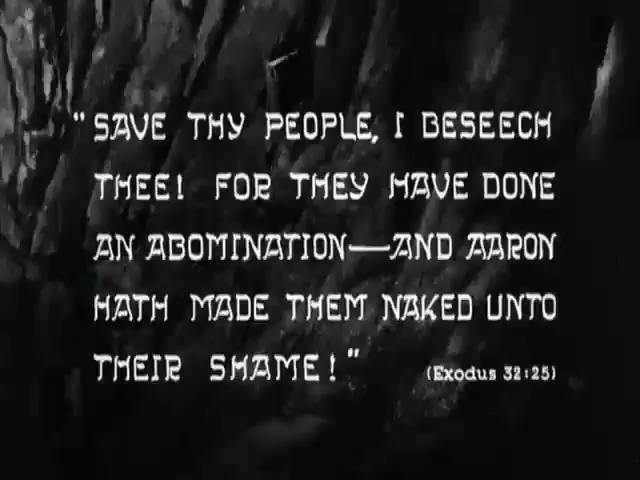 "SAVE THY PEOPLE, I BESEECH
THEE! FOR THEY HAVE DONE
AN ABOMINATION—AND AARON
HATH MADE THEM NAKED UNTO
THEIR SHAME!" (Exodus 32:25)